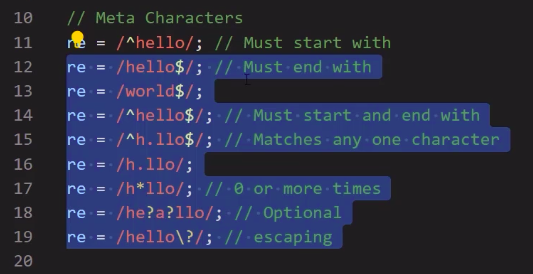 10 // Meta Characters
11 re = /^hello/; // Must start with
12 re = /hello$/; // Must end with
13 re = /world$/;
14 re = /^hello$/; // Must start and end with
15 re = /^h.llo$/; // Matches any one character
16 re = /h.llo/;
17 re = /h*llo/; // 0 or more times
18 re = /he?a?llo/; // Optional
19 re = /hello\?/; // escaping
20